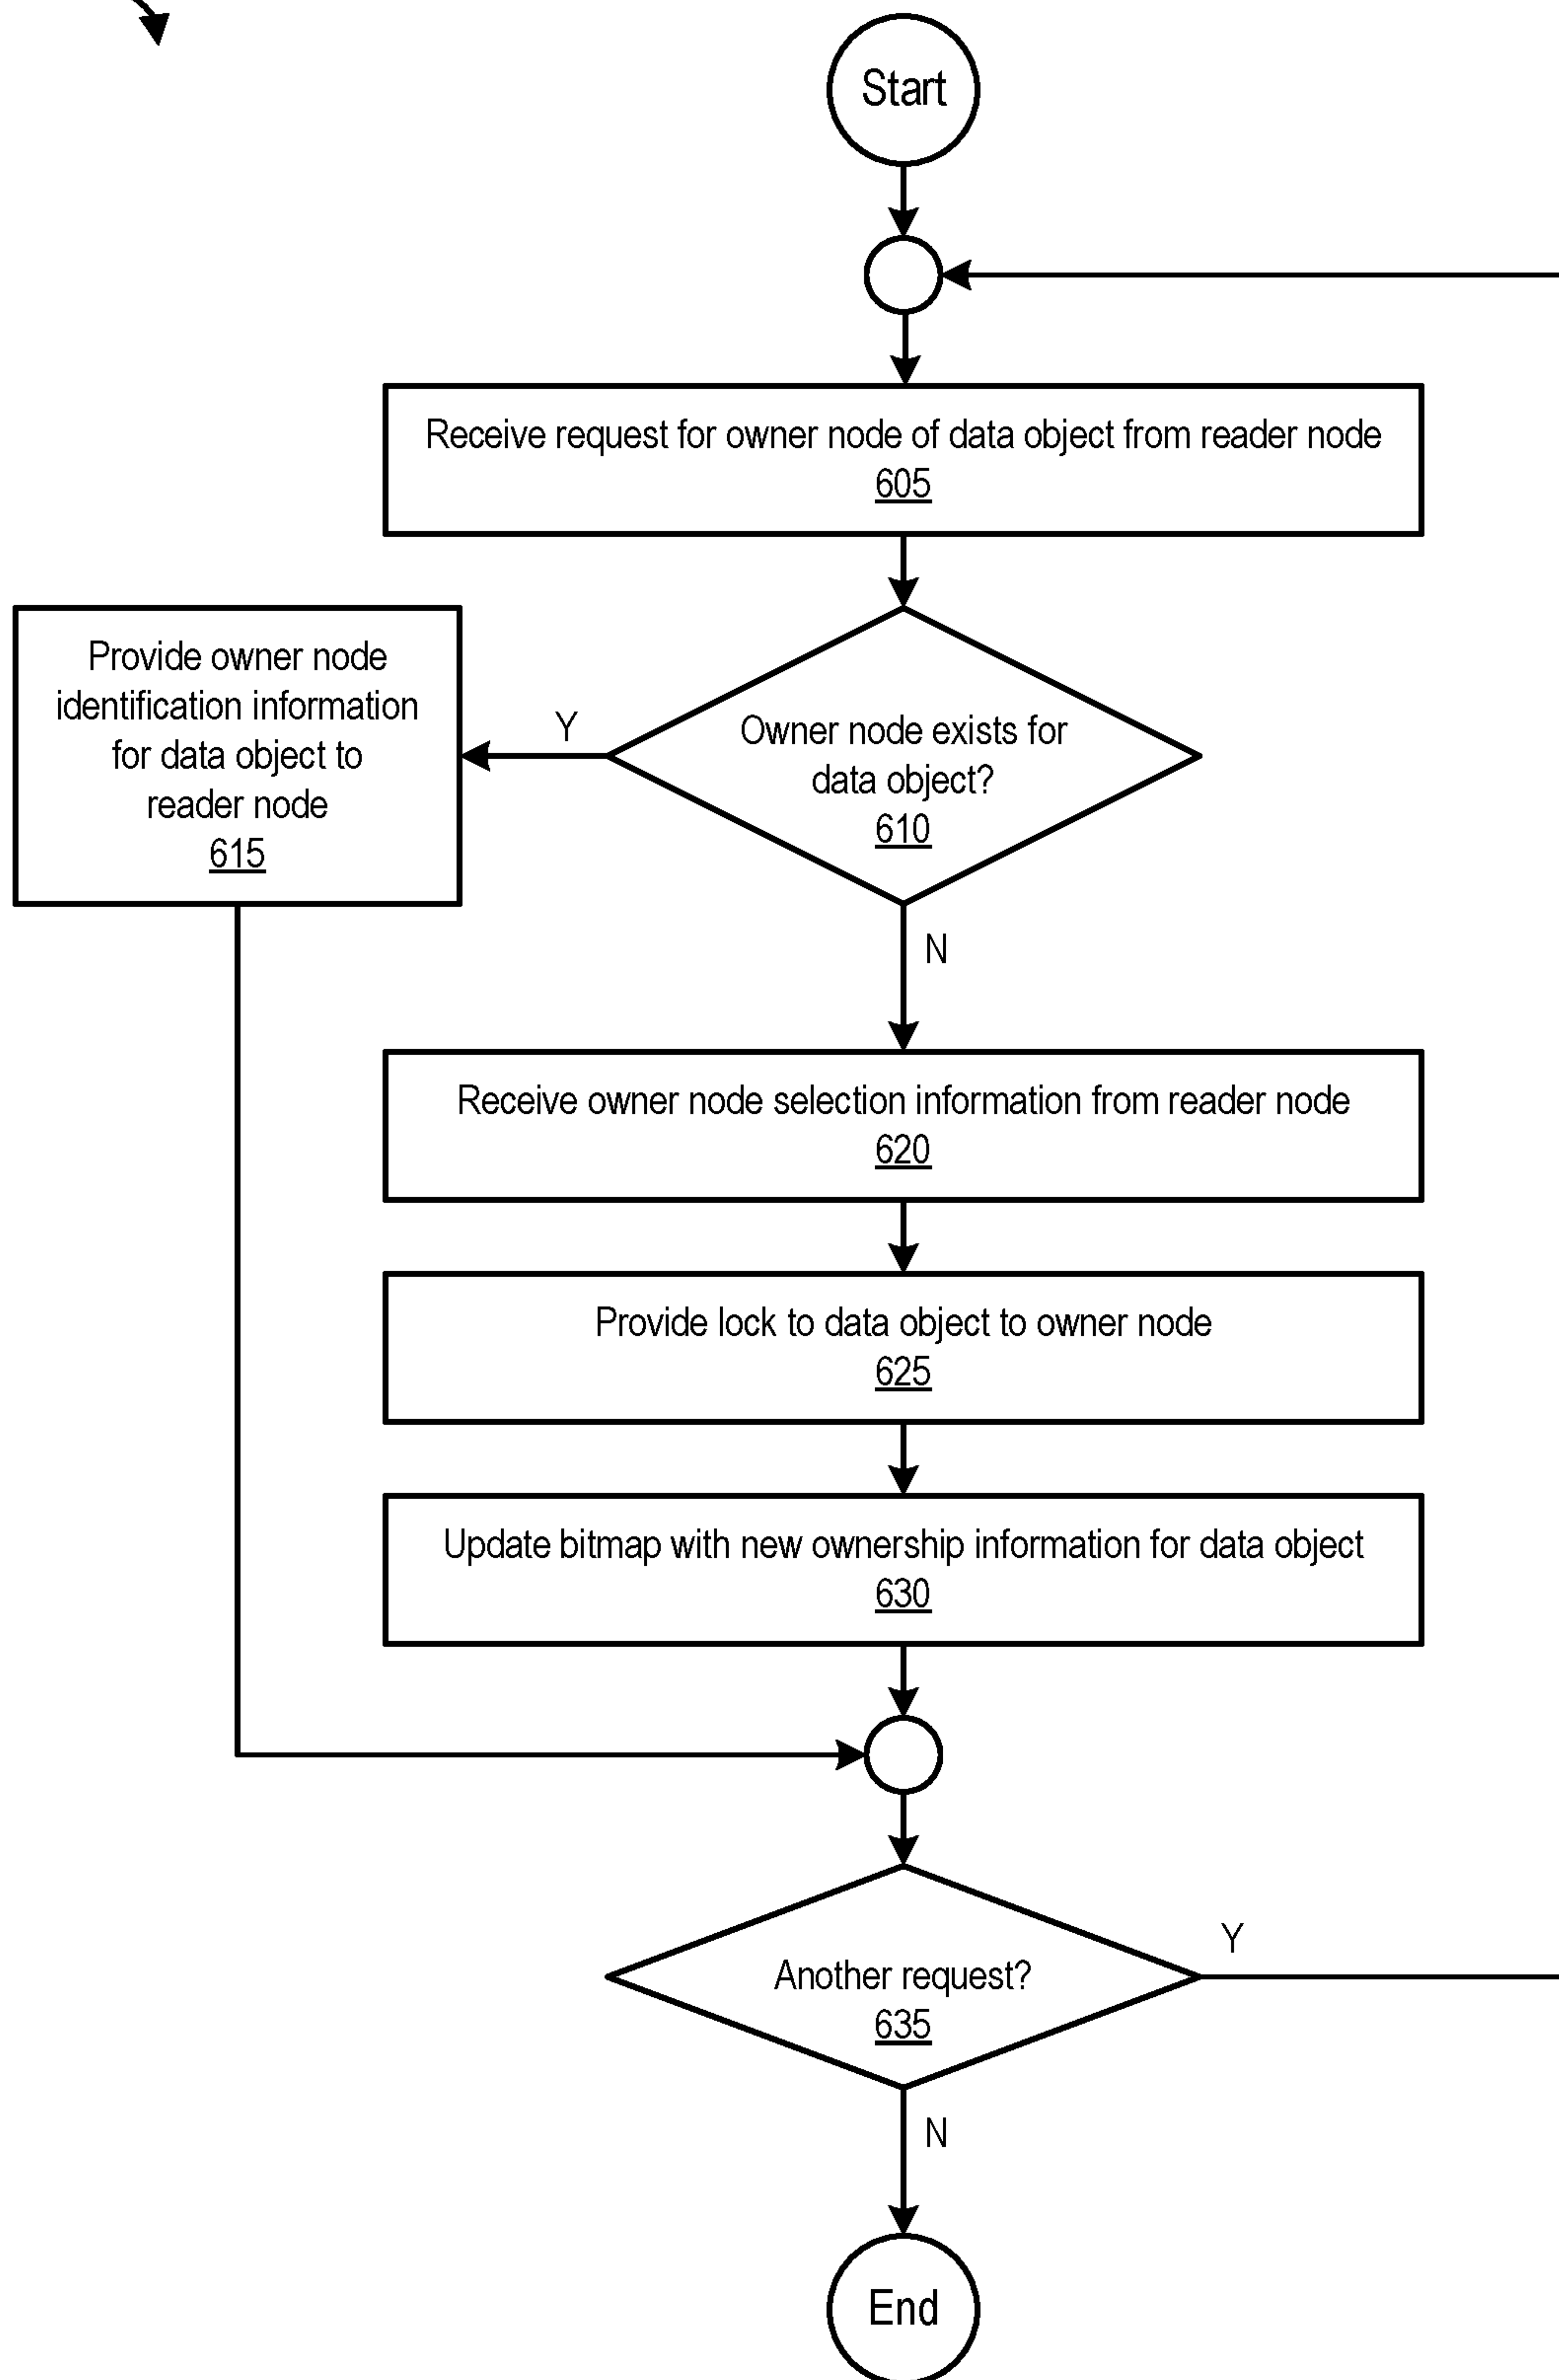 Start
Receive request for owner node of data object from reader node
605
Provide owner node
identification information
for data object to
reader node
615
Y
Owner node exists for
data object?
610
N
Receive owner node selection information from reader node
620
Provide lock to data object to owner node
625
Update bitmap with new ownership information for data object
630
Another request?
635
Y
N
End